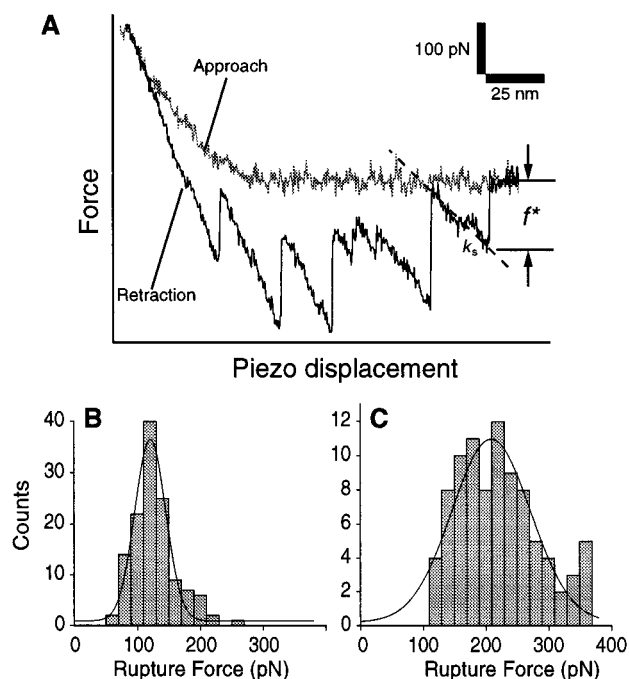 A
100 pN
25 nm
Approach
Force
f*
ks
Retraction
Piezo displacement
B
40
30
20
10
0
Counts
0 100 200 300
Rupture Force (pN)
C
12
10
8
6
4
2
0
0 100 200 300 400
Rupture Force (pN)